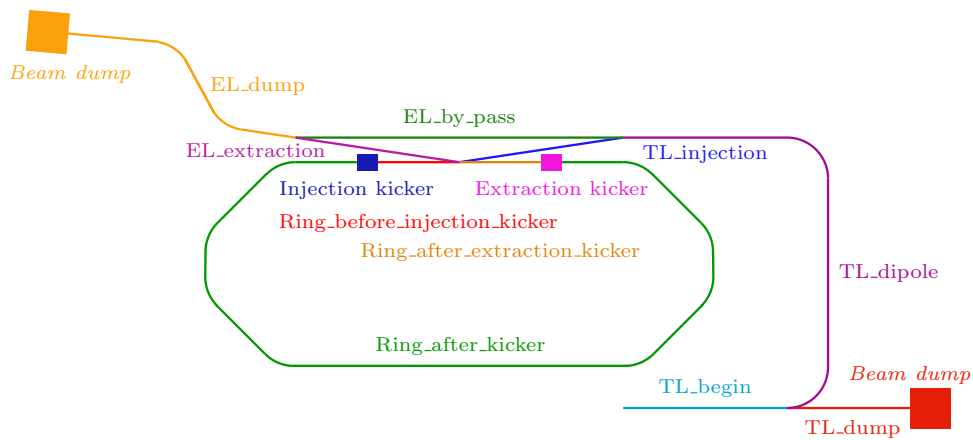 Beam dump
EL_dump
EL_by_pass
EL_extraction
TL_injection
Injection kicker
Extraction kicker
Ring_before_injection_kicker
Ring_after_extraction_kicker
TL_dipole
Ring_after_kicker
Beam dump
TL_begin
TL_dump